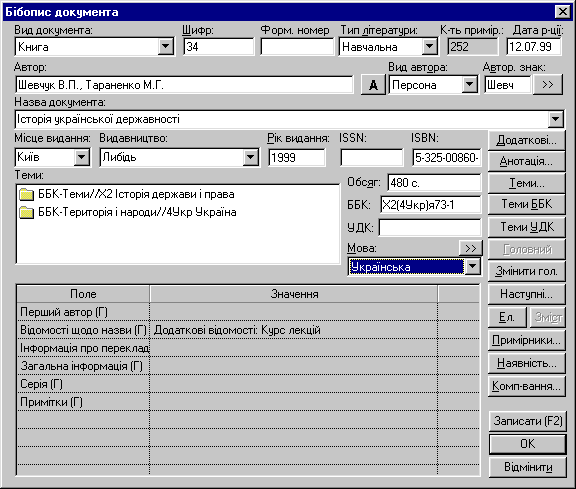 Бібопис документа
Вид документа: Шифр: Форм. номер Тип літератури: К-ть примір.: Дата р-ції:
Книга 34 Навчальна 252 12.07.99
Автор: Вид автора: Автор. знак:
Шевчук В.П., Тараненко М.Г. А Персона Шевч >>
Назва документа:
Історія української державності
Місце видання: Видавництво: Рік видання: ISSN: ISBN:
Київ Либідь 1999 5-325-00860-
Додаткові...
Анотація...
Теми:
ББК-Теми//Х2 Історія держави і права
ББК-Територія і народи//4Укр Україна
Обсяг: 480 с.
ББК: Х2(4Укр)я73-1
УДК:
Мова: >>
Українська
Теми...
Теми ББК
Теми УДК
Головний
Змінити гол.
Наступні...
Ел. Зміст
Примірники...
Наявність...
Комп-вання...
Поле Значення
Перший автор (Г)
Відомості щодо назви (Г) Додаткові відомості: Курс лекцій
Інформація про переклад
Загальна інформація (Г)
Серія (Г)
Примітки (Г)
Записати (F2)
ОК
Відмінити